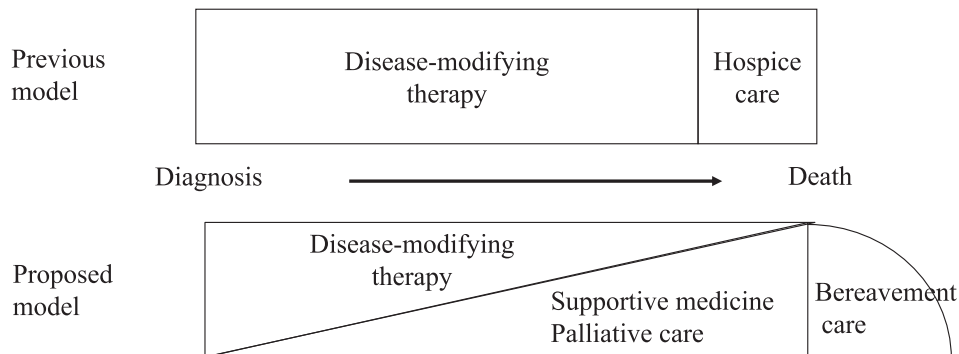 Previous
model
Disease-modifying
therapy
Hospice
care
Diagnosis
Death
Proposed
model
Disease-modifying
therapy
Supportive medicine
Palliative care
Bereavement
care